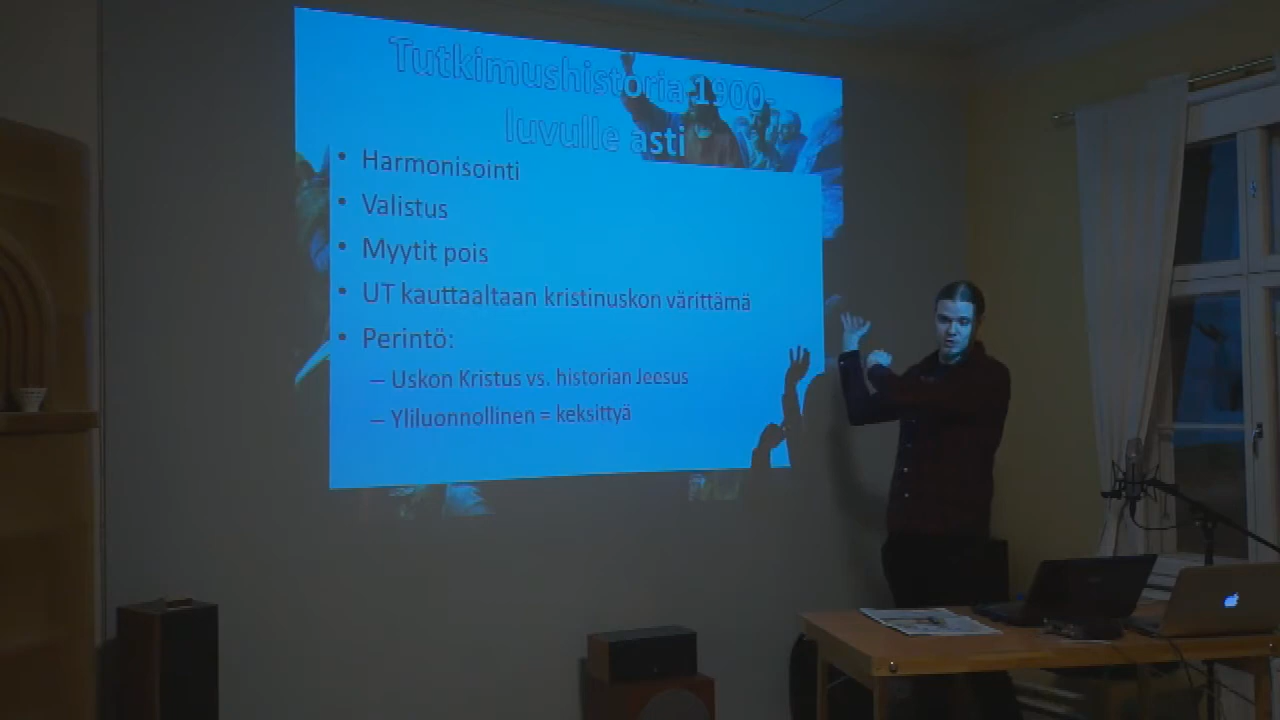 Tutkimushistoria 1900-
luvulle asti
• Harmonisointi
• Valistus
• Myytit pois
• UT kauttaaltaan kristinuskon värittämä
• Perintö:
– Uskon Kristus vs. historian Jeesus
– Yliluonnollinen = keksittyä